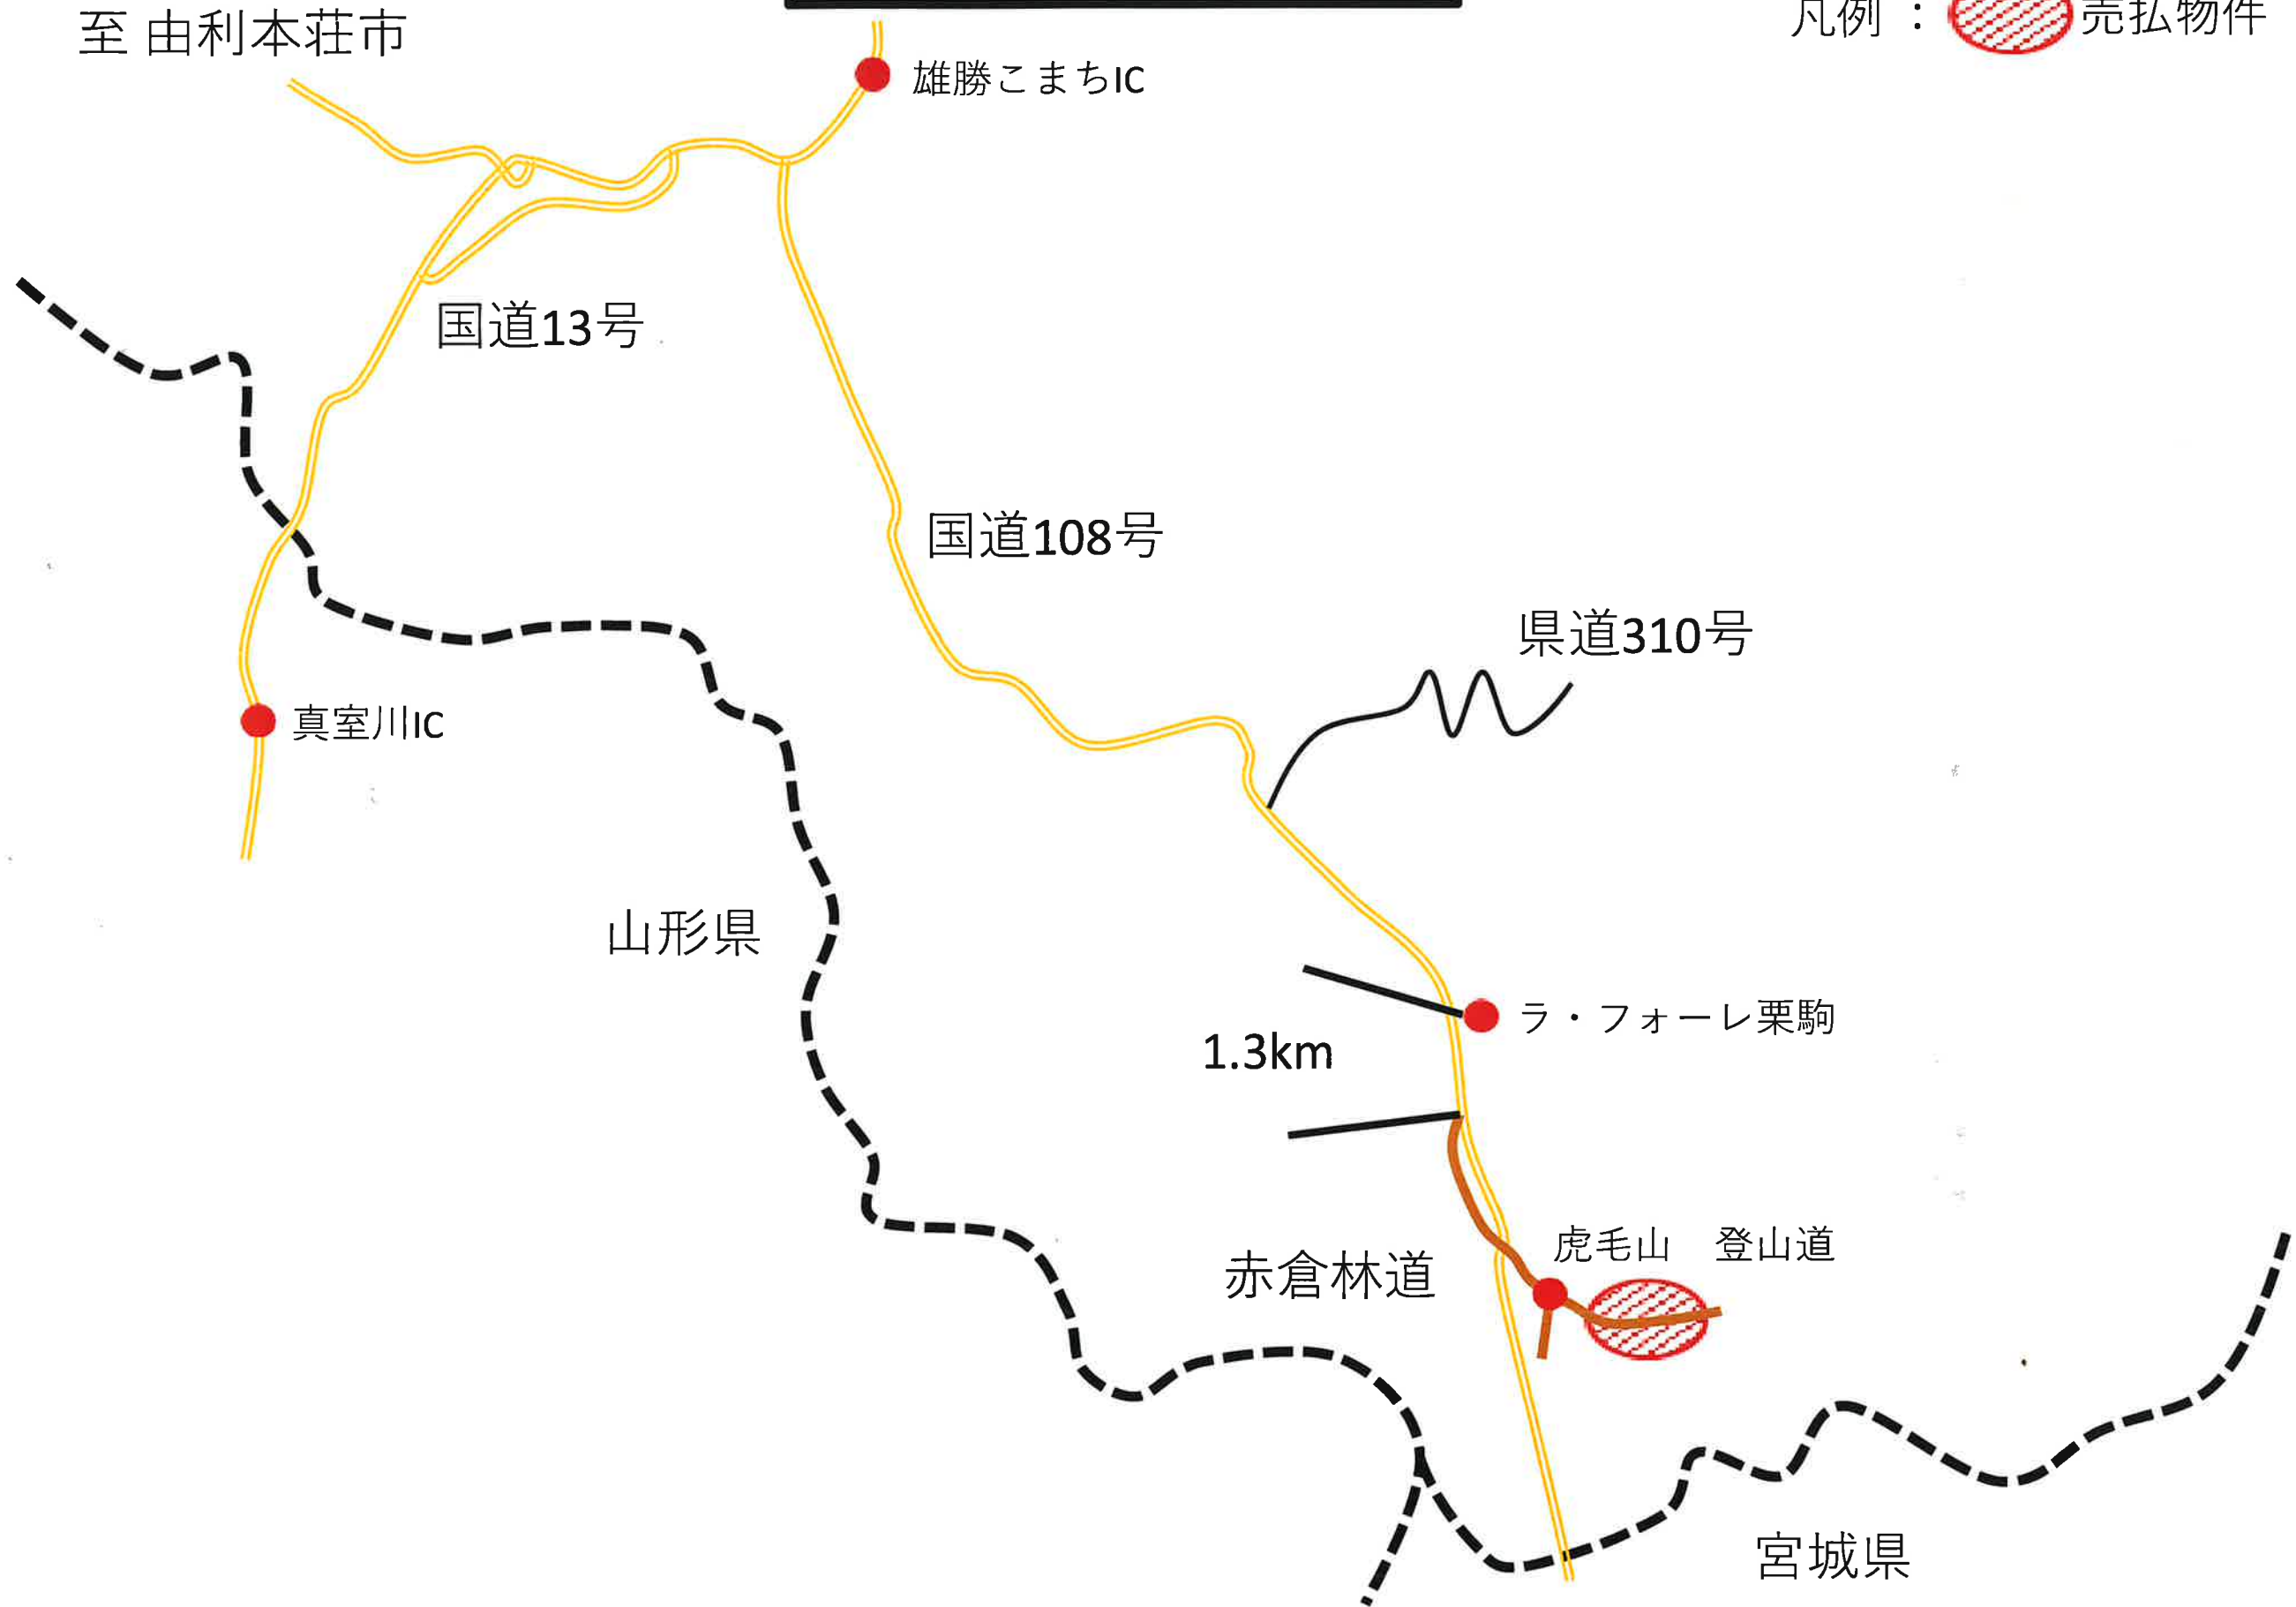 至 由利本荘市
凡例 : 売払物件
雄勝こまちIC
国道13号
国道108号
県道310号
真室川IC
山形県
ラ・フォーレ栗駒
1.3km
虎毛山 登山道
赤倉林道
宮城県